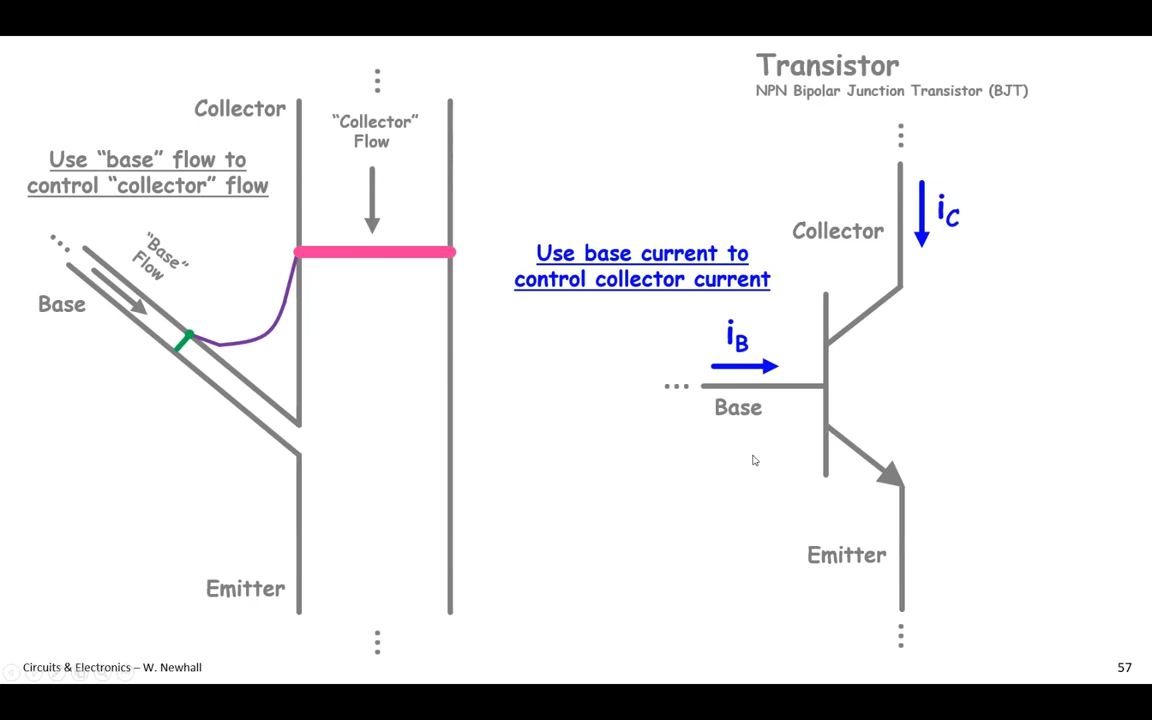 Transistor
NPN Bipolar Junction Transistor (BJT)
Collector
"Collector"
Flow
Use "base" flow to
control "collector" flow
"Base"
Flow
Base
Emitter
Use base current to
control collector current
iC
Collector
iB
Base
Emitter
Circuits & Electronics – W. Newhall
57